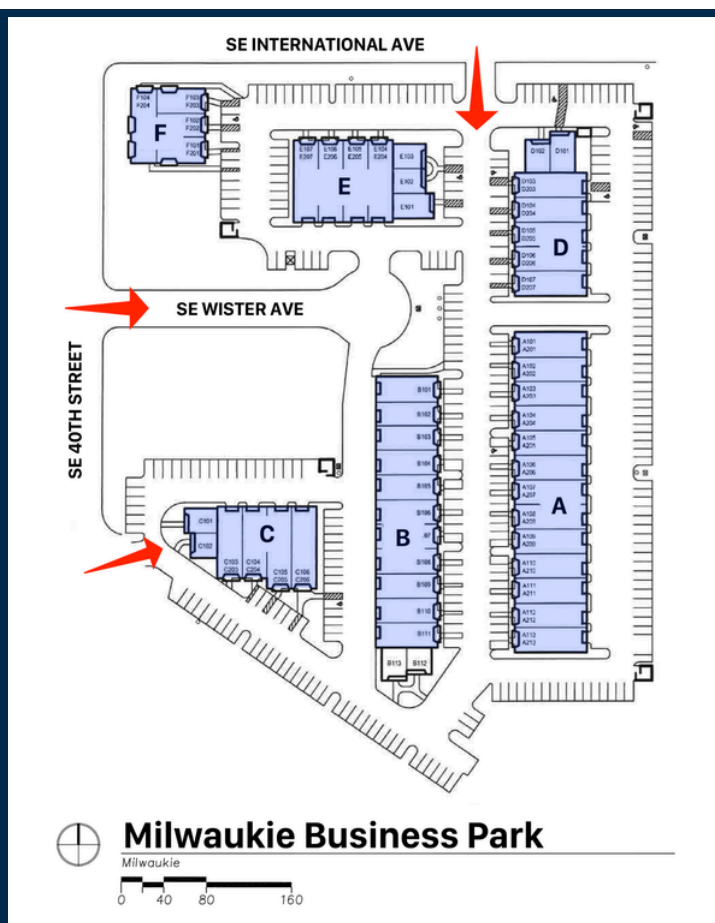 SE INTERNATIONAL AVE
F104
F204
F103
F203
F102
F202
F101
F201
F
E107
E207
E106
E206
E105
E205
E104
E204
E103
E102
E101
E
D102
D101
D103
D203
D104
D204
D105
D205
D106
D206
D107
D207
D
SE WISTER AVE
SE 40TH STREET
A101
A201
A102
A202
A103
A203
A104
A204
A105
A205
A106
A206
A107
A207
A108
A208
A109
A209
A110
A210
A111
A211
A112
A212
A113
A213
A
B101
B102
B103
B104
B105
B106
B108
B109
B110
B111
B113
B112
B
C101
C102
C103
C203
C104
C204
C105
C205
C106
C206
C
Milwaukie Business Park
Milwaukie
0 40 80 160